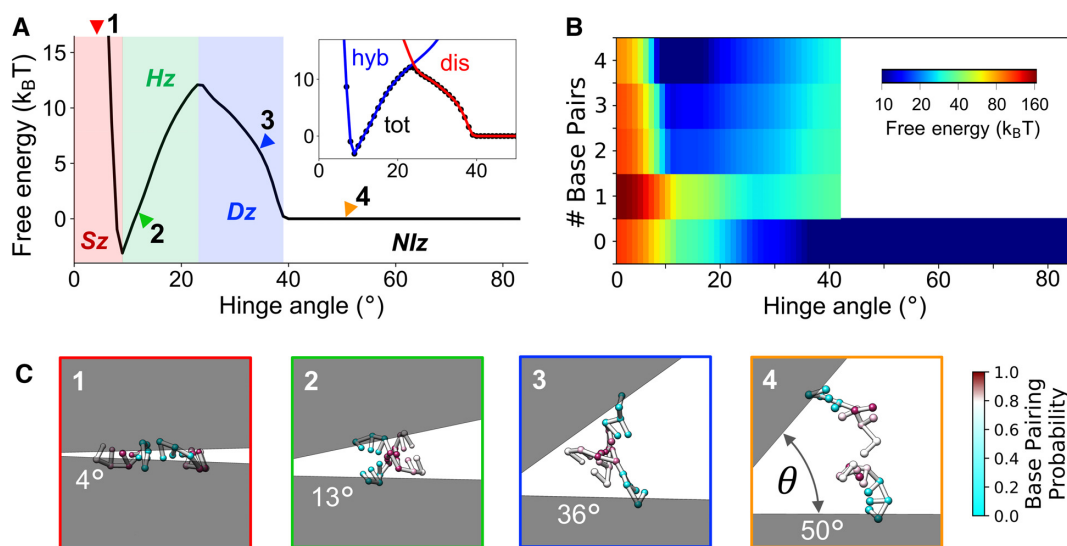 A
Free energy (kBT)
10
5
0
0 20 40 60 80
Hinge angle (°)
1
2
3
4
Sz
Hz
Dz
NIz
hyb
dis
tot
10
0
0 20 40
B
# Base Pairs
4
3
2
1
0
0 20 40 60 80
Hinge angle (°)
10 20 40 80 160
Free energy (kBT)
C
1
4°
2
13°
3
36°
4
θ
50°
1.0
0.8
0.6
0.4
0.2
0.0
Base Pairing
Probability